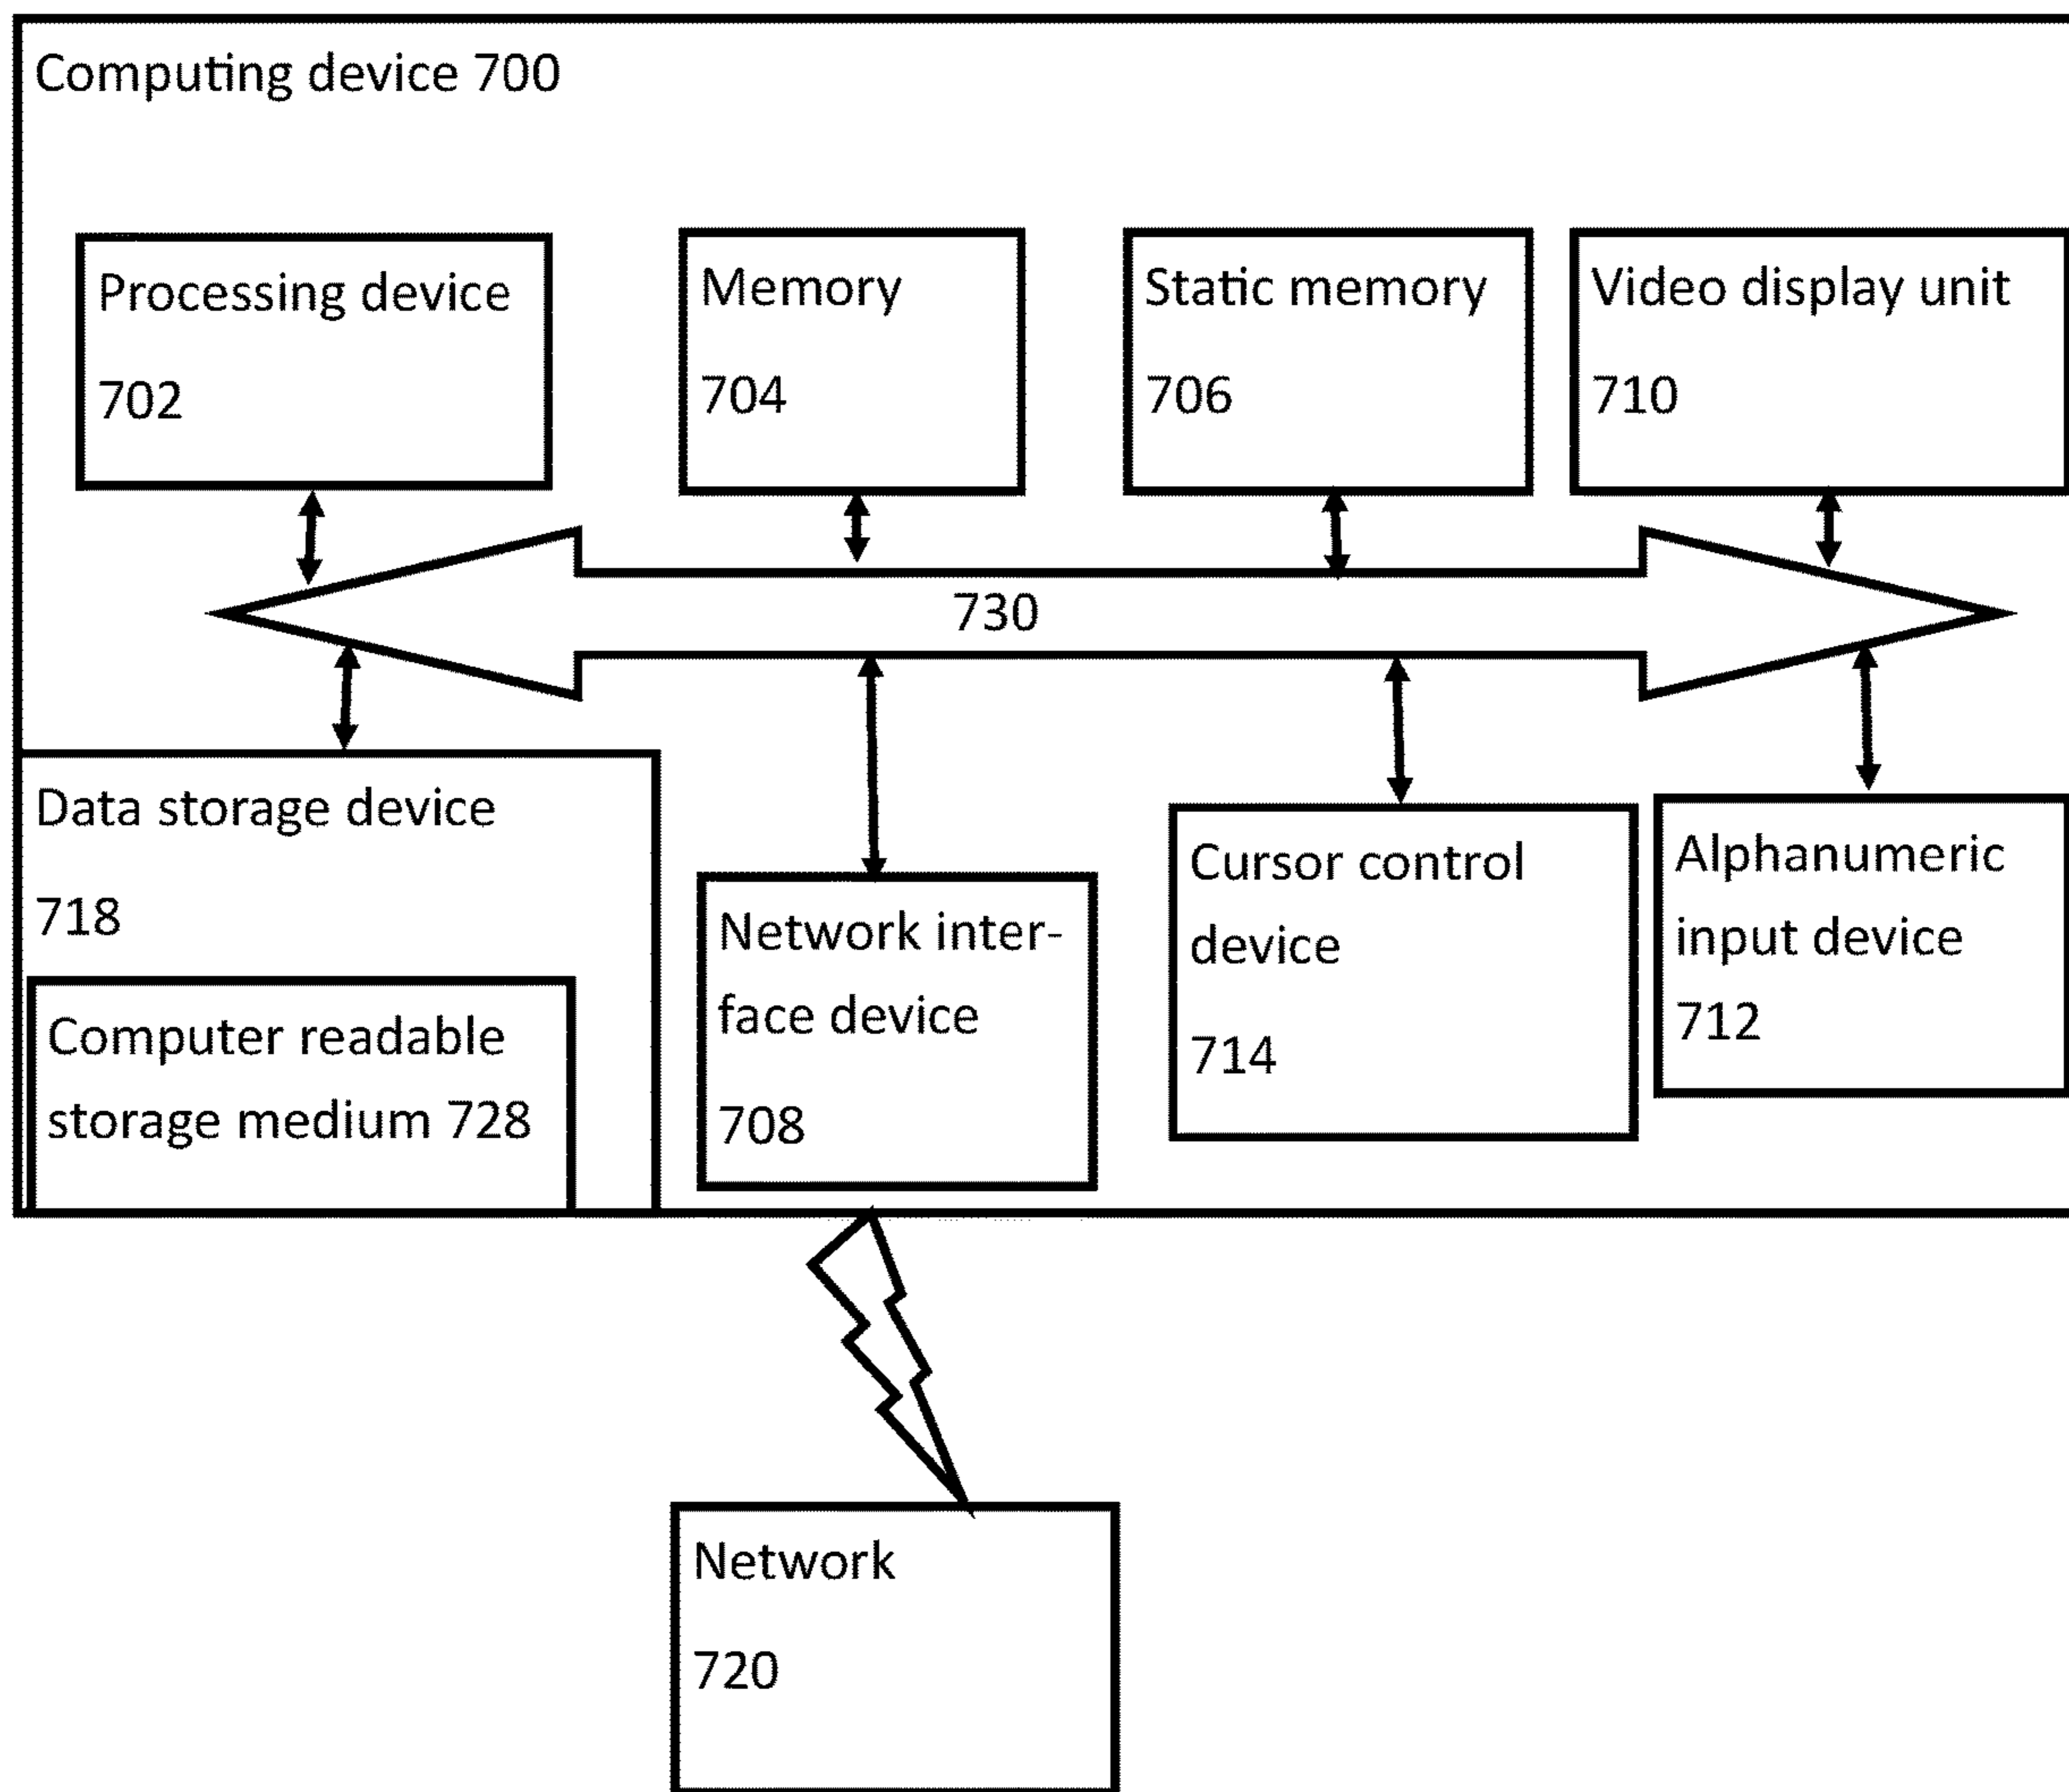 Computing device 700
Processing device
702
Memory
704
Static memory
706
Video display unit
710
730
Data storage device
718
Computer readable
storage medium 728
Network inter-
face device
708
Cursor control
device
714
Alphanumeric
input device
712
Network
720